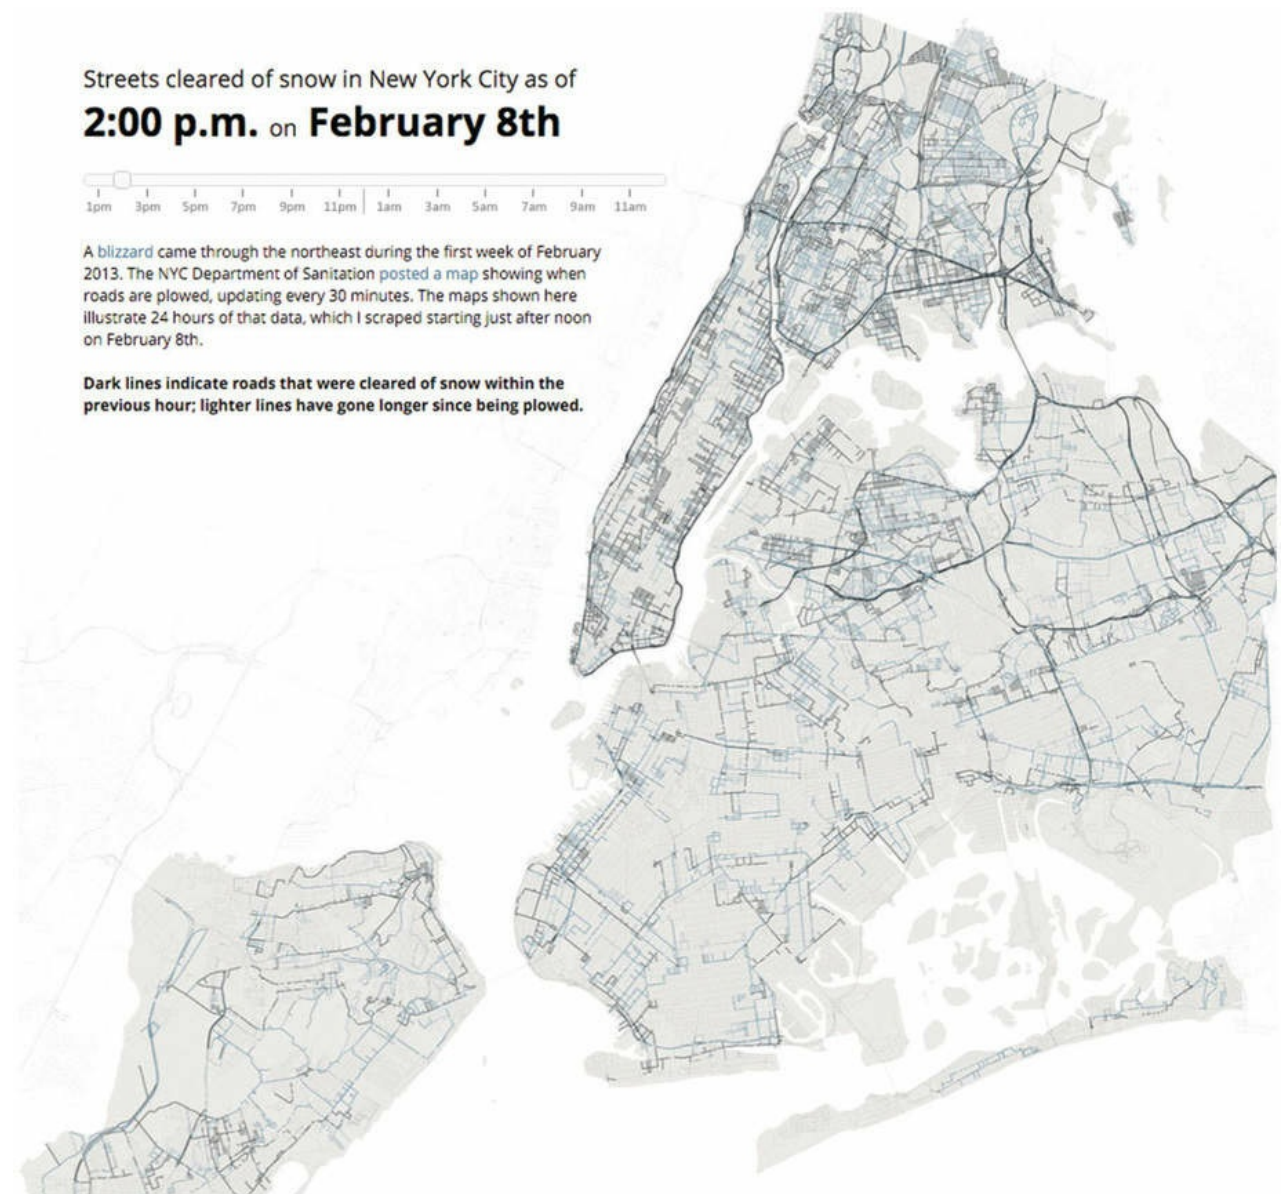 Streets cleared of snow in New York City as of
2:00 p.m. on February 8th
1pm 3pm 5pm 7pm 9pm 11pm 1am 3am 5am 7am 9am 11am
A blizzard came through the northeast during the first week of February
2013. The NYC Department of Sanitation posted a map showing when
roads are plowed, updating every 30 minutes. The maps shown here
illustrate 24 hours of that data, which I scraped starting just after noon
on February 8th.
Dark lines indicate roads that were cleared of snow within the
previous hour; lighter lines have gone longer since being plowed.